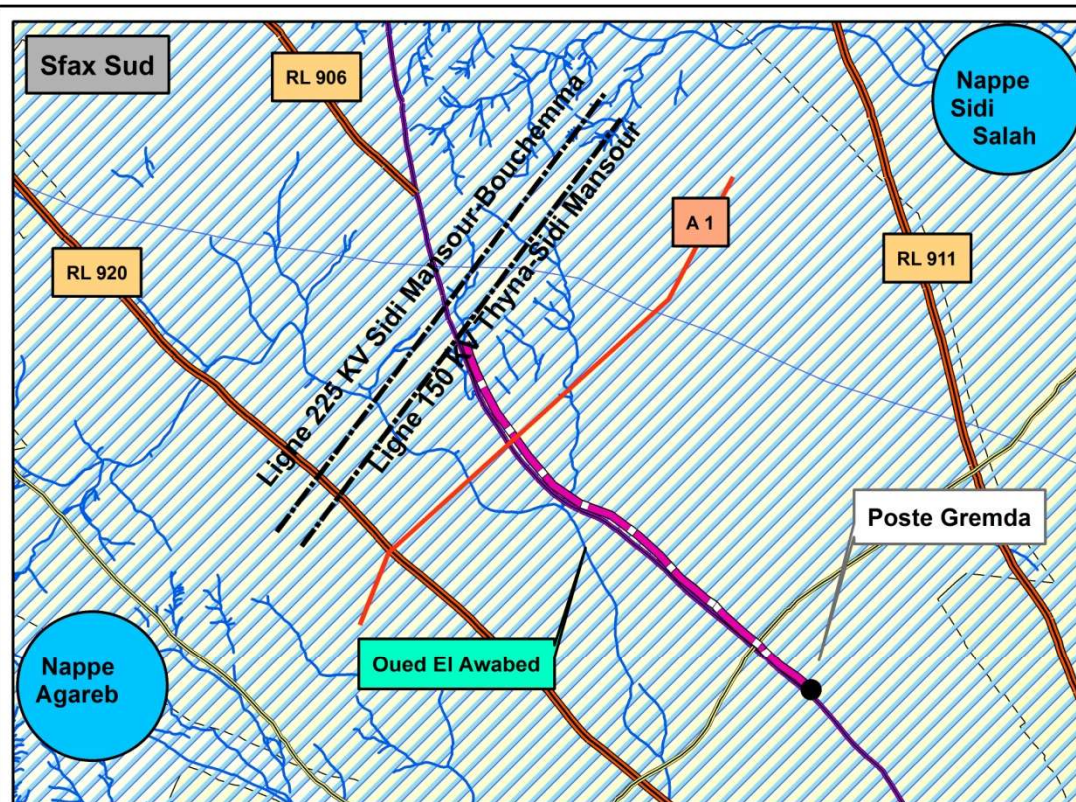 Sfax Sud
RL 906
Nappe
Sidi
Salah
Ligne 225 KV Sidi Mansour-Bouchemma
Ligne 150 KV Thyna-Sidi Mansour
A 1
RL 920
RL 911
Poste Gremda
Oued El Awabed
Nappe
Agareb